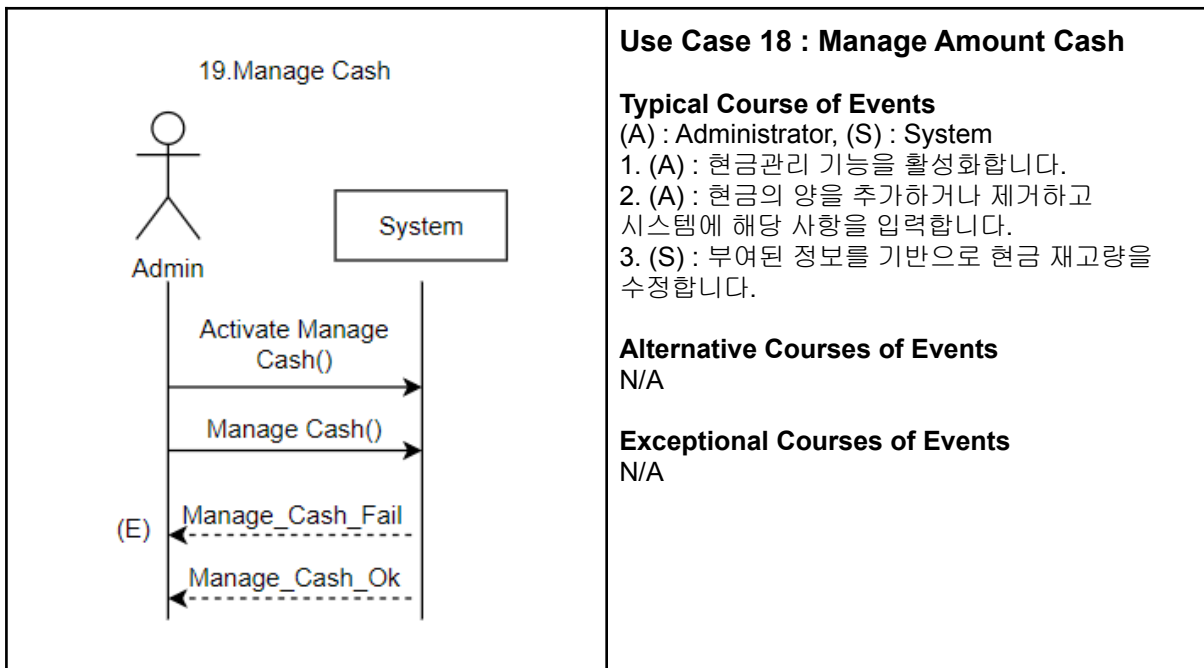 19.Manage Cash
Admin
System
Activate Manage
Cash()
Manage Cash()
(E)
Manage_Cash_Fail
Manage_Cash_Ok
Use Case 18 : Manage Amount Cash
Typical Course of Events
(A) : Administrator, (S) : System
1. (A) : 현금관리 기능을 활성화합니다.
2. (A) : 현금의 양을 추가하거나 제거하고
시스템에 해당 사항을 입력합니다.
3. (S) : 부여된 정보를 기반으로 현금 재고량을
수정합니다.
Alternative Courses of Events
N/A
Exceptional Courses of Events
N/A